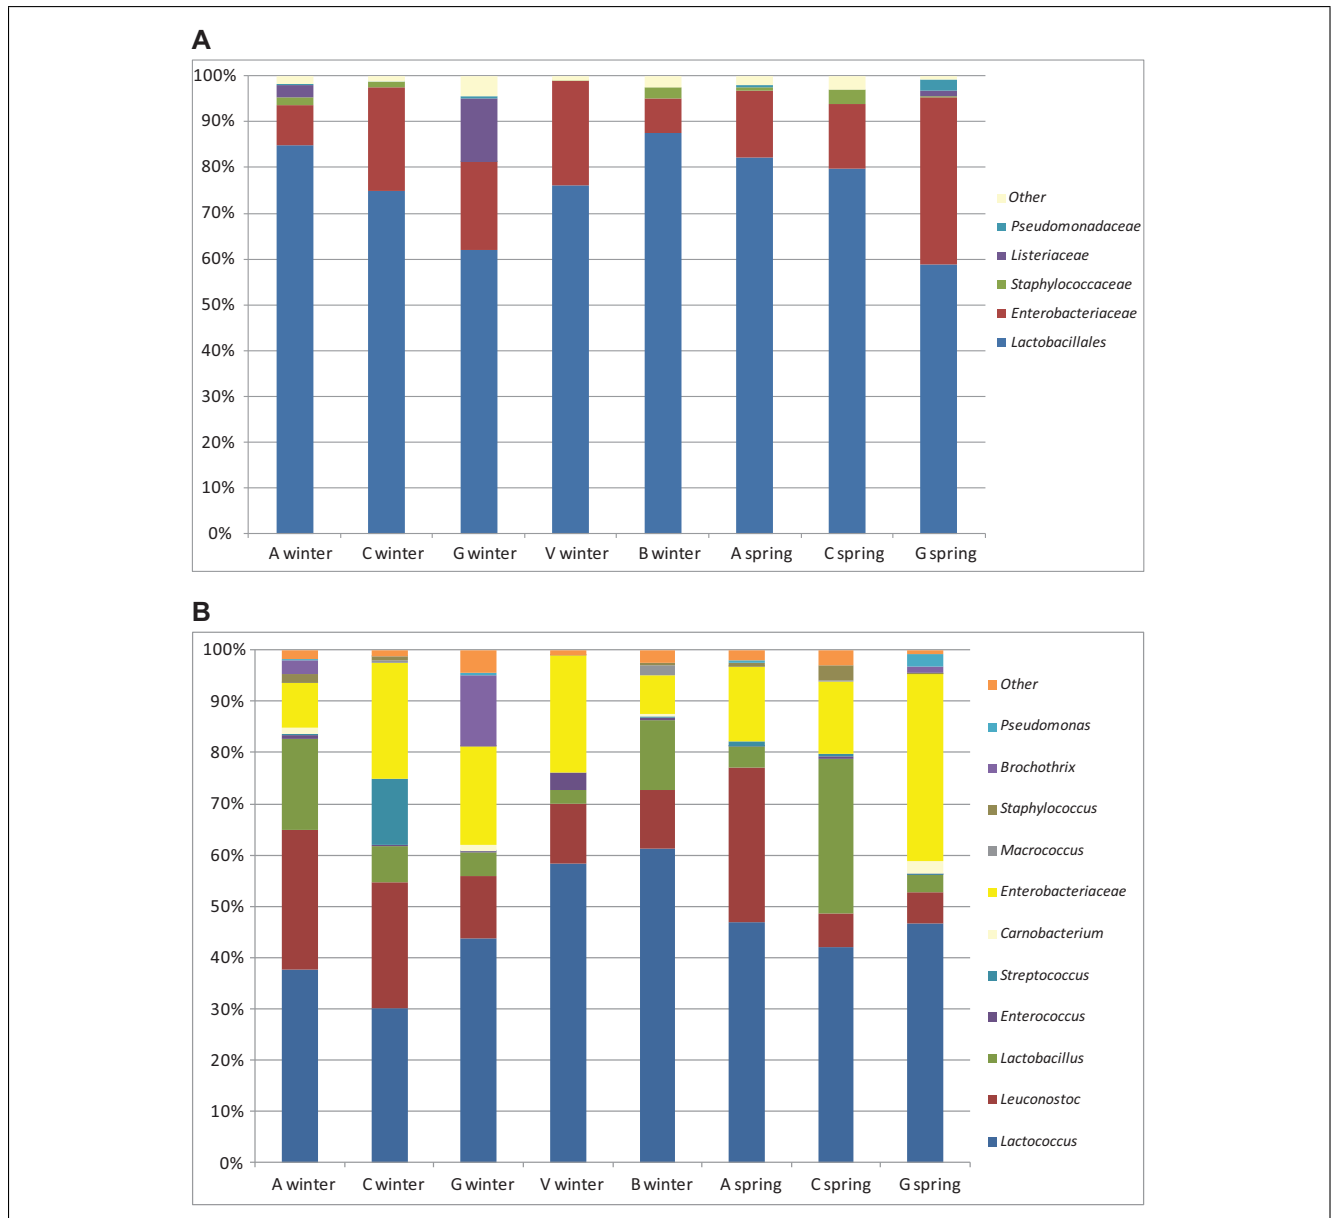 A
100%
90%
80%
70%
60%
50%
40%
30%
20%
10%
0%
A winter C winter G winter V winter B winter A spring C spring G spring
Other
Pseudomonadaceae
Listeriaceae
Staphylococcaceae
Enterobacteriaceae
Lactobacillales
B
100%
90%
80%
70%
60%
50%
40%
30%
20%
10%
0%
A winter C winter G winter V winter B winter A spring C spring G spring
Other
Pseudomonas
Brochothrix
Staphylococcus
Macrococcus
Enterobacteriaceae
Carnobacterium
Streptococcus
Enterococcus
Lactobacillus
Leuconostoc
Lactococcus